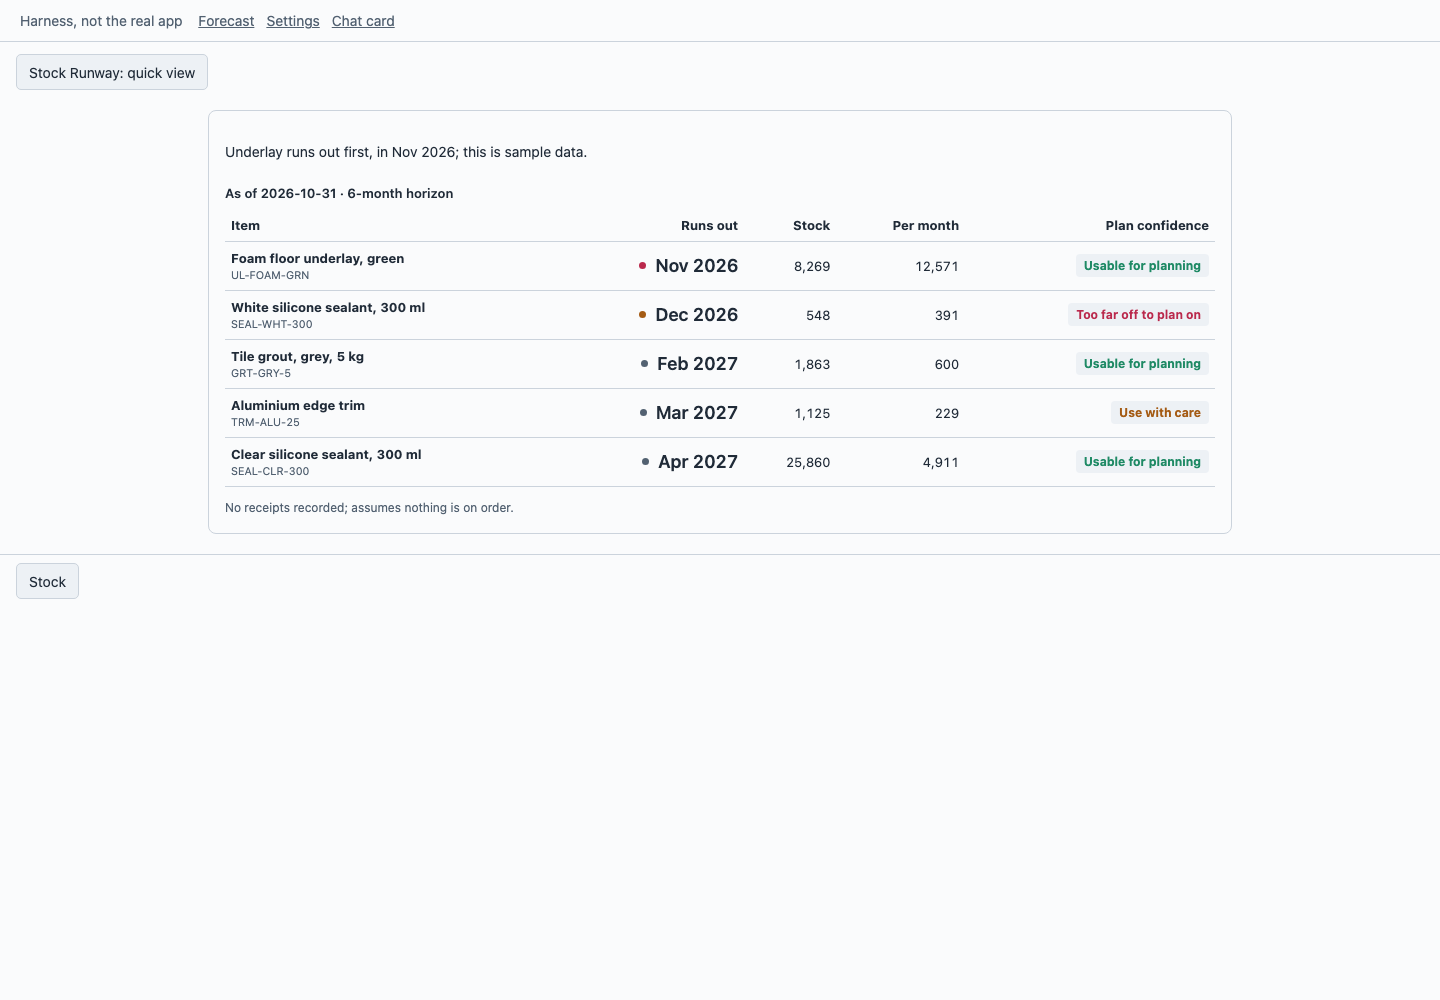 Harness, not the real app Forecast Settings Chat card
Stock Runway: quick view
Underlay runs out first, in Nov 2026; this is sample data.
As of 2026-10-31 · 6-month horizon
Item Runs out Stock Per month Plan confidence
Foam floor underlay, green
UL-FOAM-GRN
Nov 2026 8,269 12,571 Usable for planning
White silicone sealant, 300 ml
SEAL-WHT-300
Dec 2026 548 391 Too far off to plan on
Tile grout, grey, 5 kg
GRT-GRY-5
Feb 2027 1,863 600 Usable for planning
Aluminium edge trim
TRM-ALU-25
Mar 2027 1,125 229 Use with care
Clear silicone sealant, 300 ml
SEAL-CLR-300
Apr 2027 25,860 4,911 Usable for planning
No receipts recorded; assumes nothing is on order.
Stock